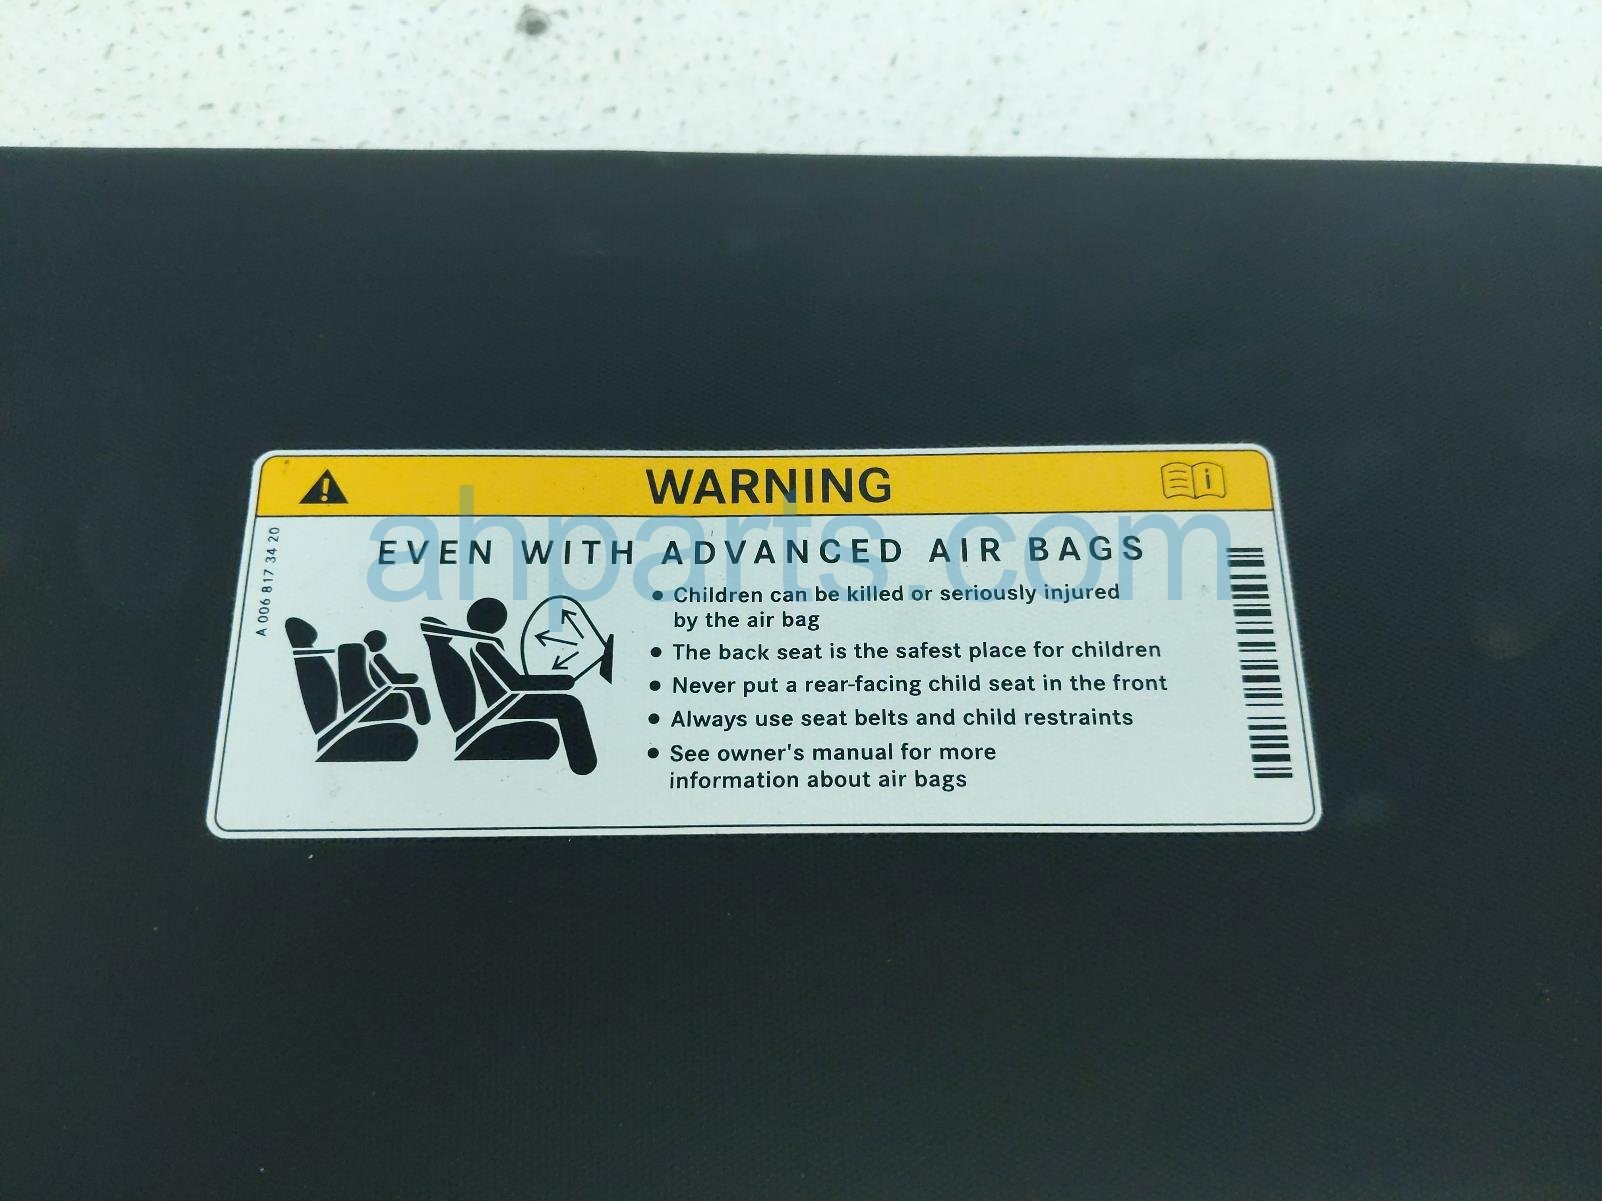 WARNING
i
A 006 817 34 20
EVEN WITH ADVANCED AIR BAGS
• Children can be killed or seriously injured
by the air bag
• The back seat is the safest place for children
• Never put a rear-facing child seat in the front
• Always use seat belts and child restraints
• See owner's manual for more
information about air bags
ahparts.com